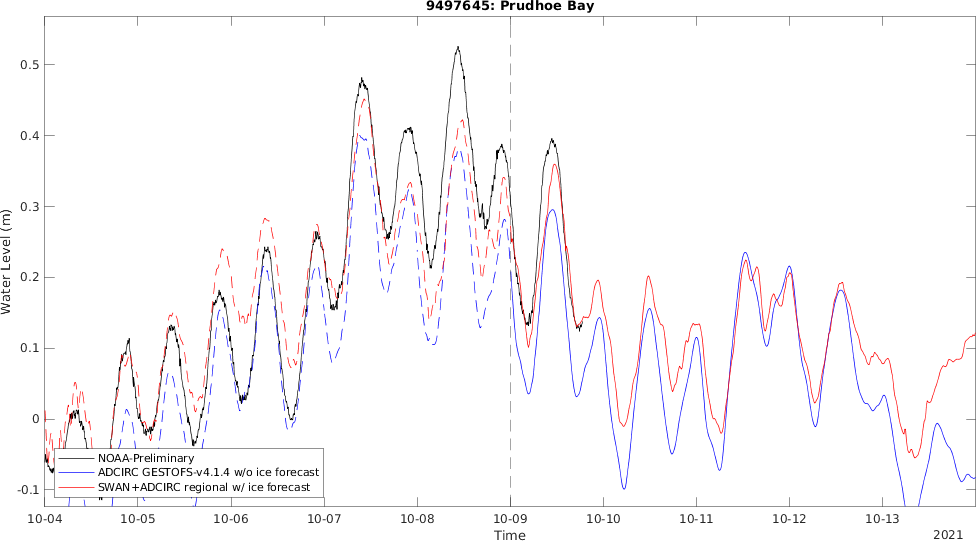 9497645: Prudhoe Bay
Water Level (m)
0.5
0.4
0.3
0.2
0.1
0
-0.1
NOAA-Preliminary
ADCIRC GESTOFS-v4.1.4 w/o ice forecast
SWAN+ADCIRC regional w/ ice forecast
10-04 10-05 10-06 10-07 10-08 10-09 10-10 10-11 10-12 10-13
Time
2021